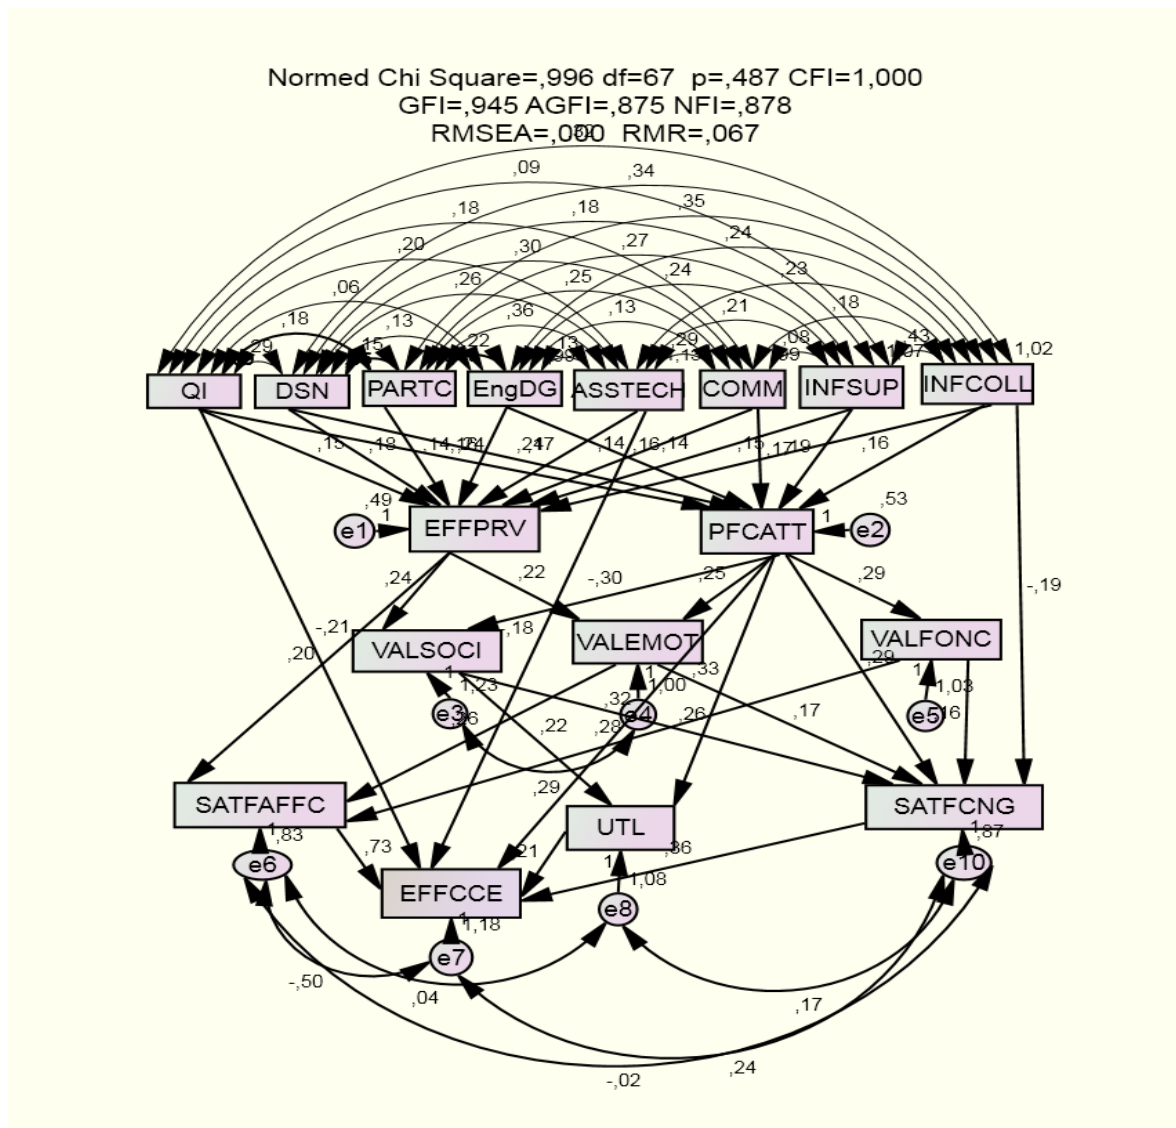 Normed Chi Square=,996 df=67 p=,487 CFI=1,000
GFI=,945 AGFI=,875 NFI=,878
RMSEA=,000 RMR=,067
,09 ,34
,18 ,18 ,35
,20 ,30 ,27 ,24
,06 ,26 ,25 ,24 ,23
,18 ,13 ,36 ,13 ,21 ,18
,29 ,15 ,22 ,13 ,29 ,08 ,43
1,02
QI DSN PARTC EngDG ASSTECH COMM INFSUP INFCOLL
,15 ,18 ,14 ,14 ,16 ,14 ,15 ,17 ,19 ,16
,49 ,53
e1 1 EFFPRV PFCATT 1 e2
,24 ,22 -,30 ,25 ,29 -,19
-,21 ,18
,20 VALSOCI VALEMOT VALFONC
,33 ,29
1 1,23 1 1,00 1 1,03
e3 ,32 e4 e5
,22 ,28 ,26 ,17
,29
SATFAFFC UTL SATFCNG
1 ,83 ,73 ,36 1 ,87
e6 EFFCCE 1 1,08 e10
1,18 e8
e7
-,50 ,04 ,17
,24
-,02